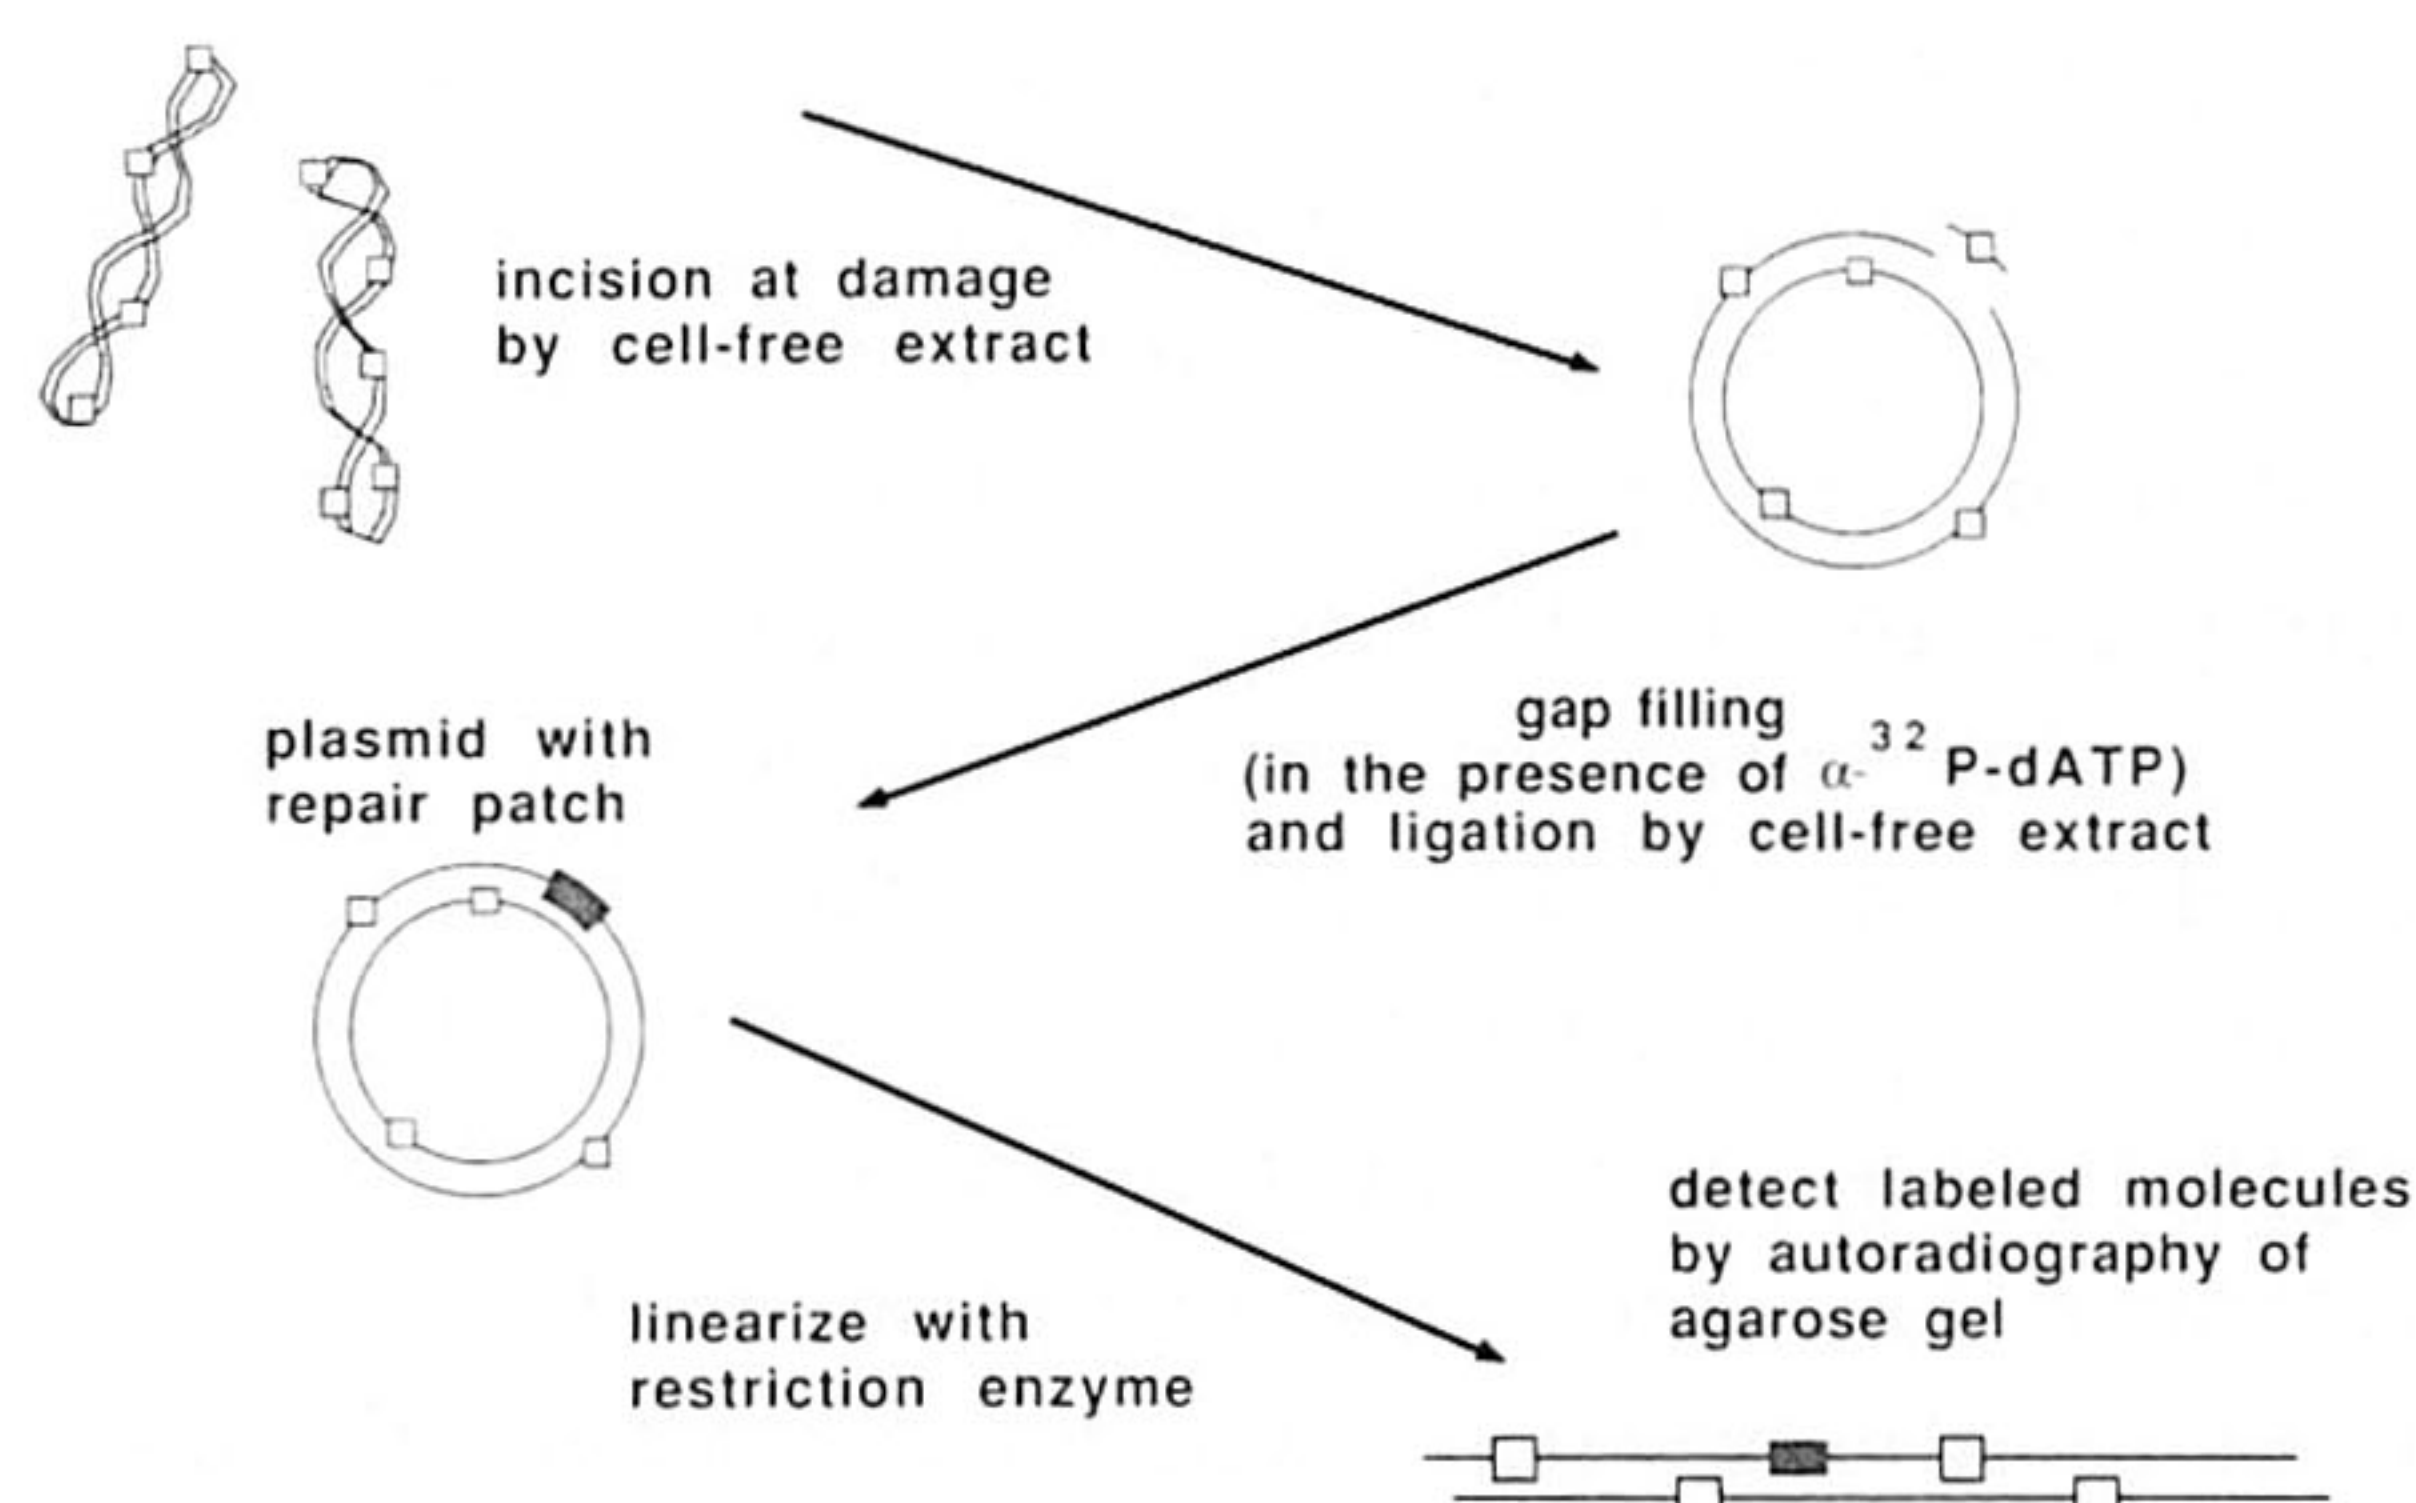 incision at damage
by cell-free extract
gap filling
(in the presence of α-³²P-dATP)
and ligation by cell-free extract
plasmid with
repair patch
linearize with
restriction enzyme
detect labeled molecules
by autoradiography of
agarose gel